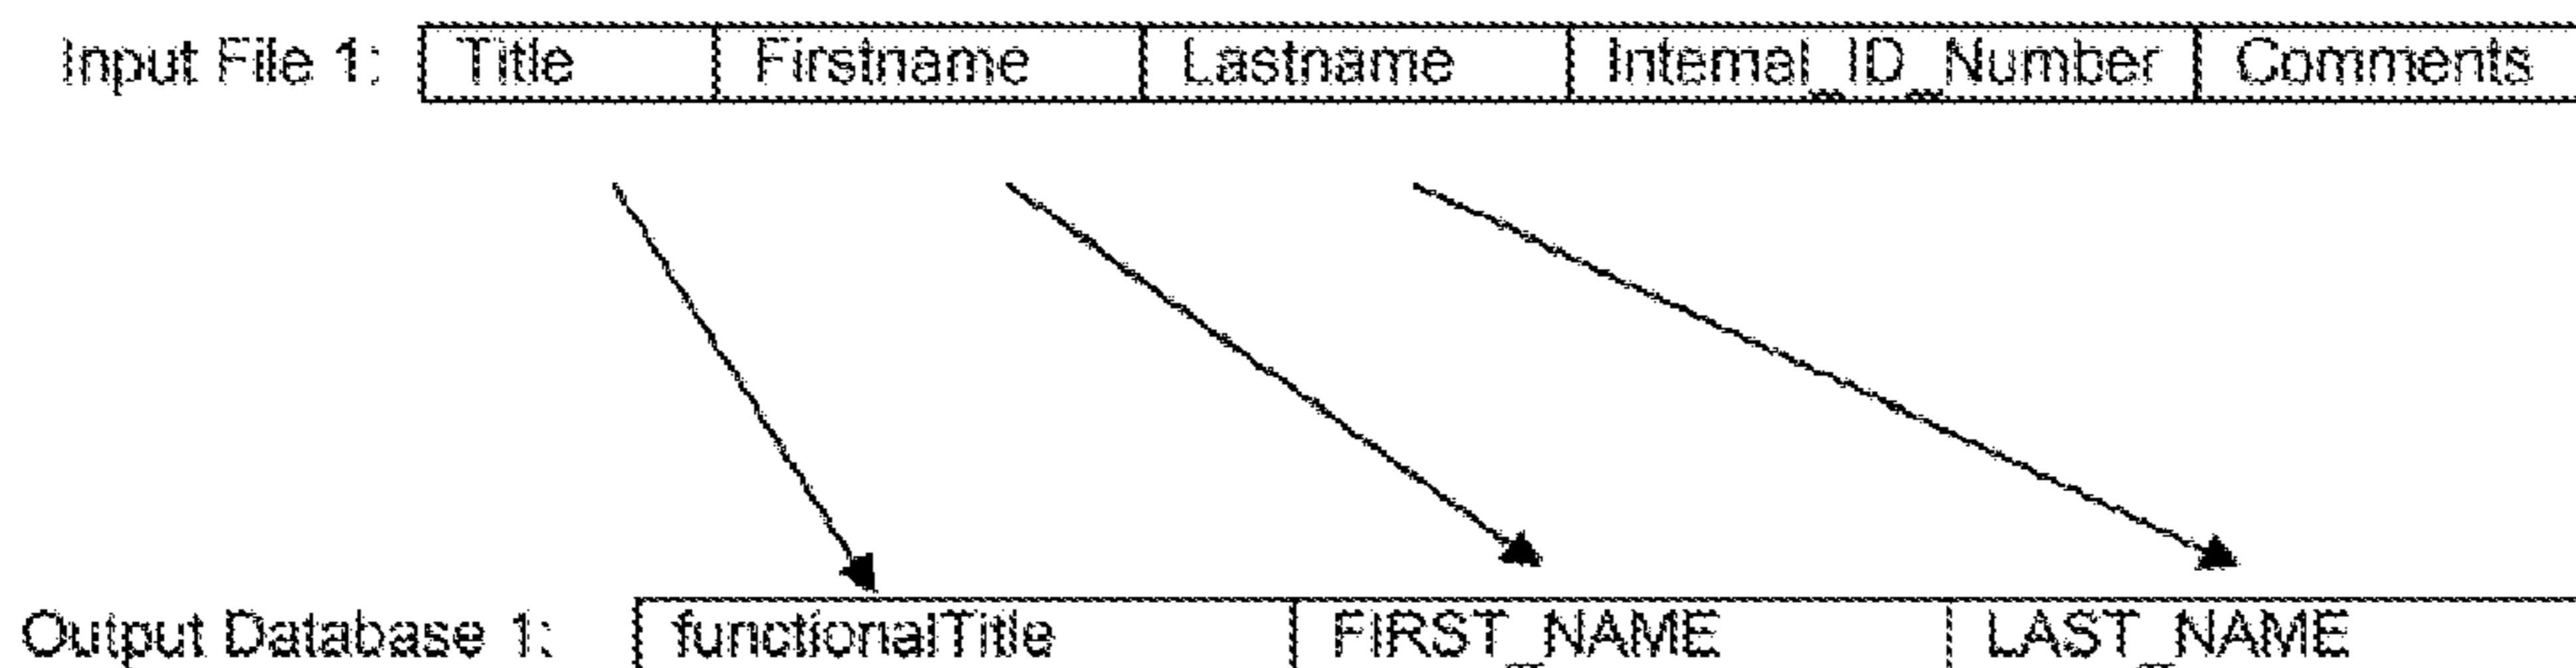 Input File 1: Title Firstname Lastname Internal_ID_Number Comments
Output Database 1: functionalTitle FIRST_NAME LAST_NAME